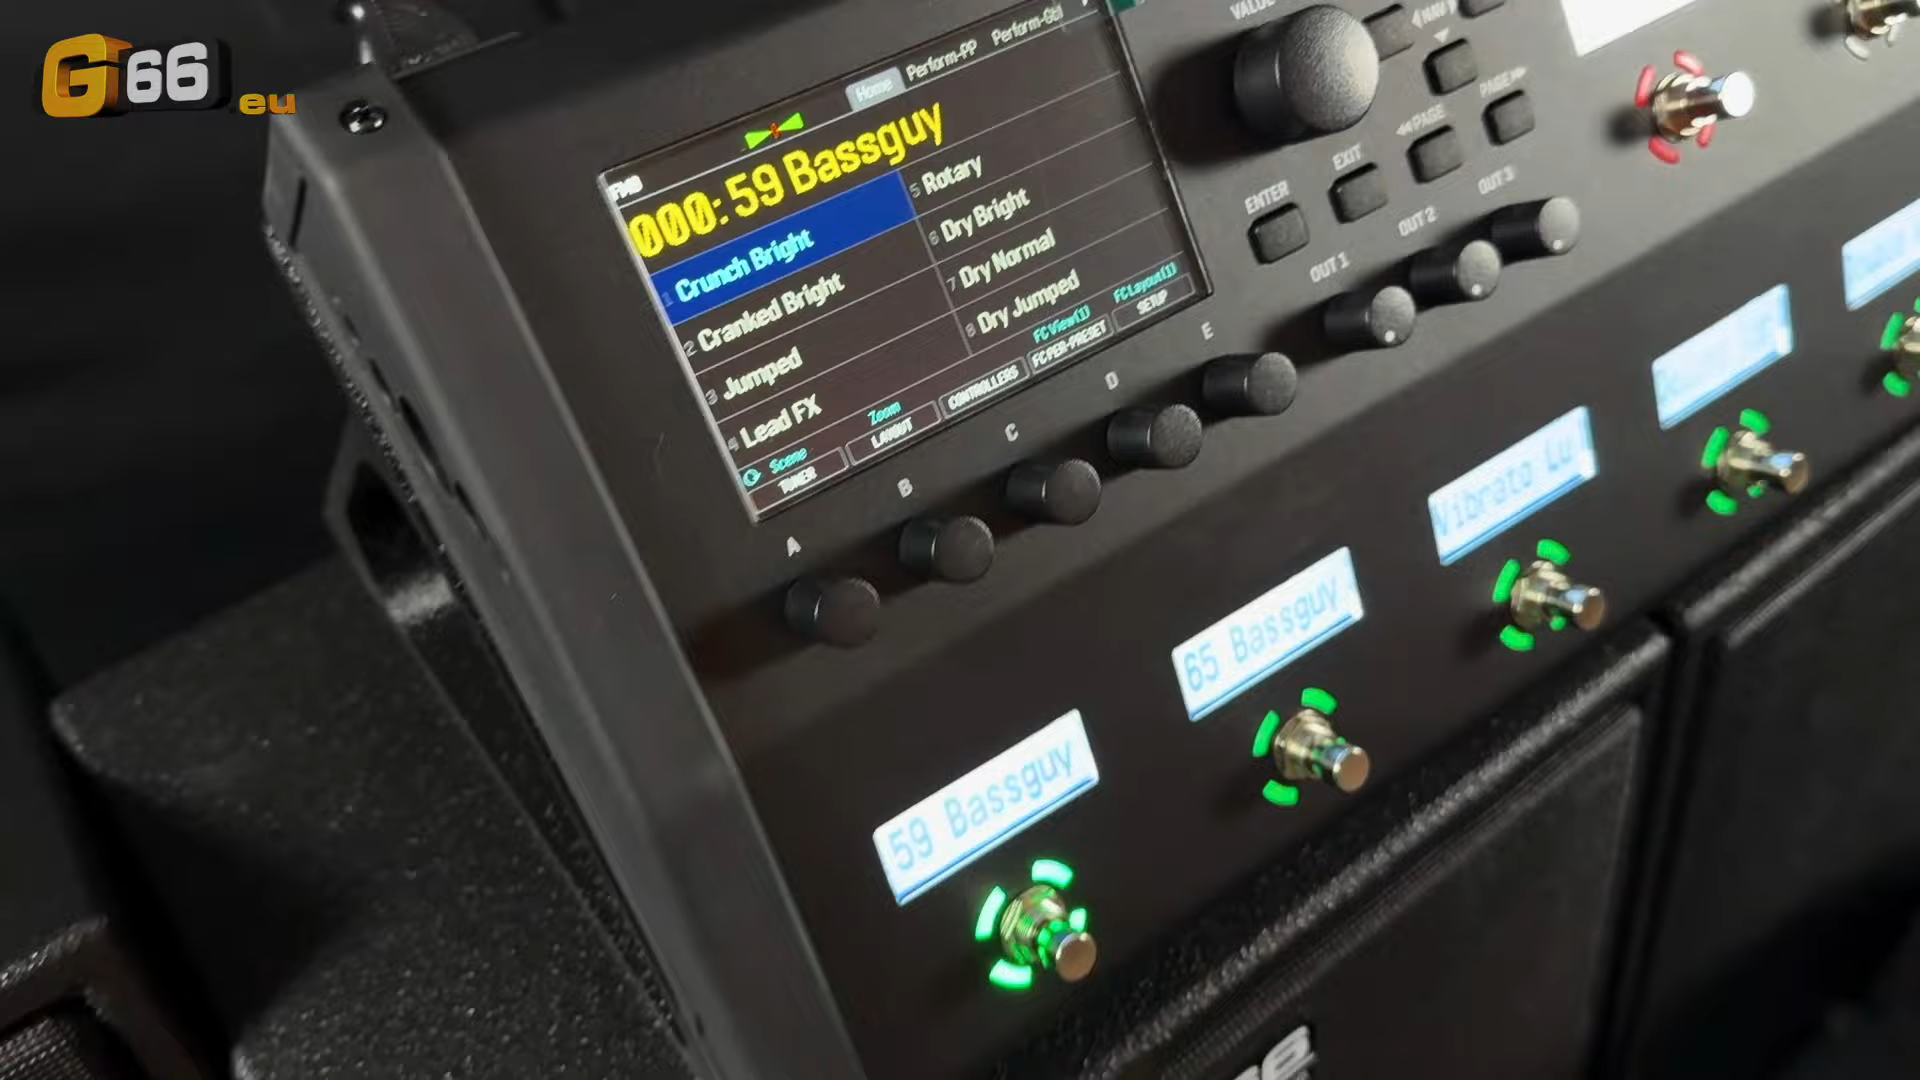 G66.eu
VALUE
NAV
PAGE
PAGE
EXIT
ENTER
OUT 1
OUT 2
OUT 3
Home
Perform-PP
FM9
000: 59 Bassguy
1 Crunch Bright
2 Cranked Bright
3 Jumped
4 Lead FX
5 Rotary
6 Dry Bright
7 Dry Normal
8 Dry Jumped
Scene
Zoom
FC View(1)
FC Layout(1)
TUNER
LAYOUT
CONTROLLERS
FC PER-PRESET
SETUP
A
B
C
D
E
59 Bassguy
65 Bassguy
Vibrato Lu